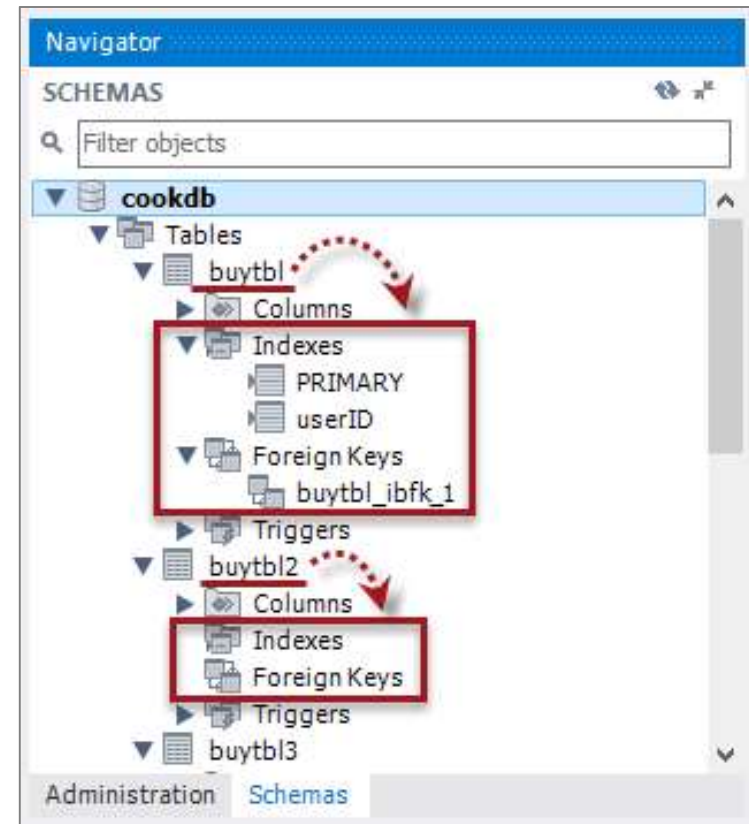 Navigator
SCHEMAS
Filter objects
cookdb
Tables
buytbl
Columns
Indexes
PRIMARY
userID
Foreign Keys
buytbl_ibfk_1
Triggers
buytbl2
Columns
Indexes
Foreign Keys
Triggers
buytbl3
Administration Schemas